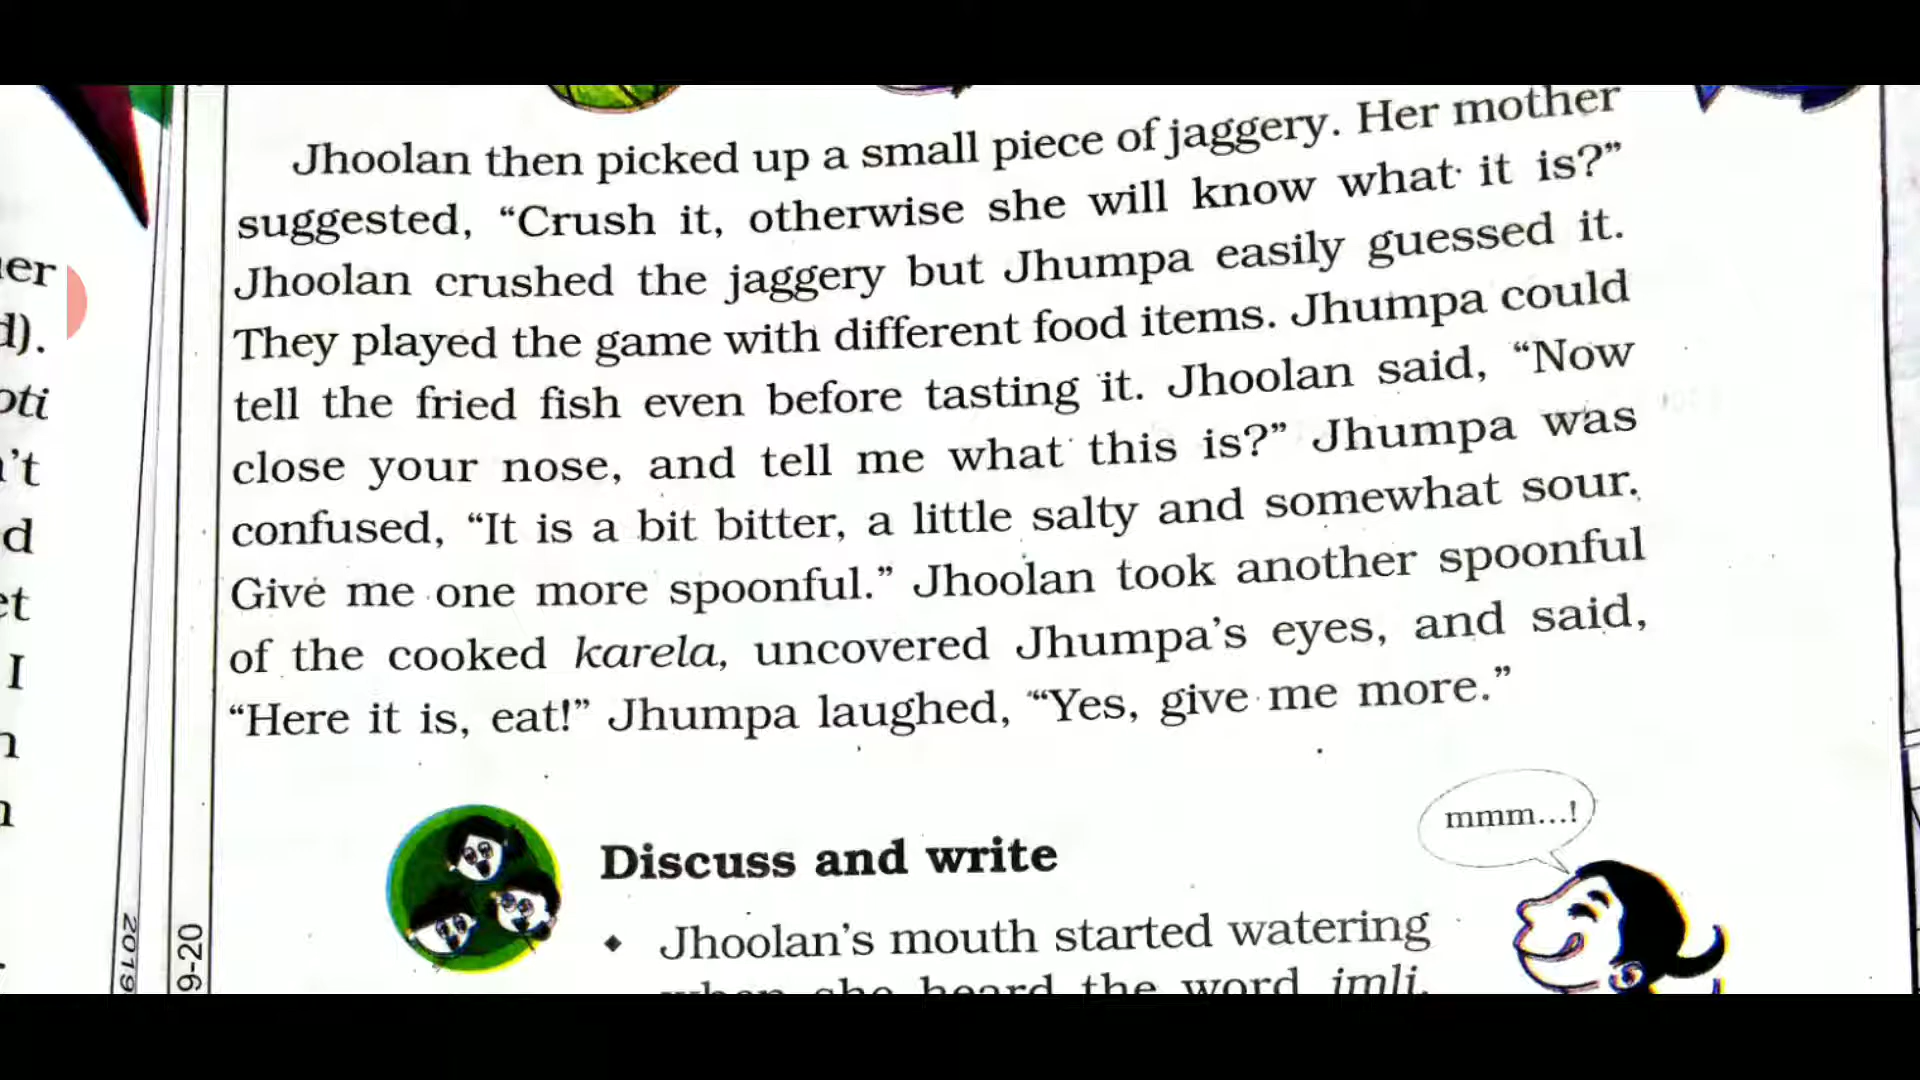 Jhoolan then picked up a small piece of jaggery. Her mother
suggested, “Crush it, otherwise she will know what it is?”
Jhoolan crushed the jaggery but Jhumpa easily guessed it.
They played the game with different food items. Jhumpa could
tell the fried fish even before tasting it. Jhoolan said, “Now
close your nose, and tell me what this is?” Jhumpa was
confused, “It is a bit bitter, a little salty and somewhat sour.
Give me one more spoonful.” Jhoolan took another spoonful
of the cooked karela, uncovered Jhumpa’s eyes, and said,
“Here it is, eat!” Jhumpa laughed, “Yes, give me more.”
mmm...!
Discuss and write
Jhoolan’s mouth started watering
when she heard the word imli.
2019
9-20